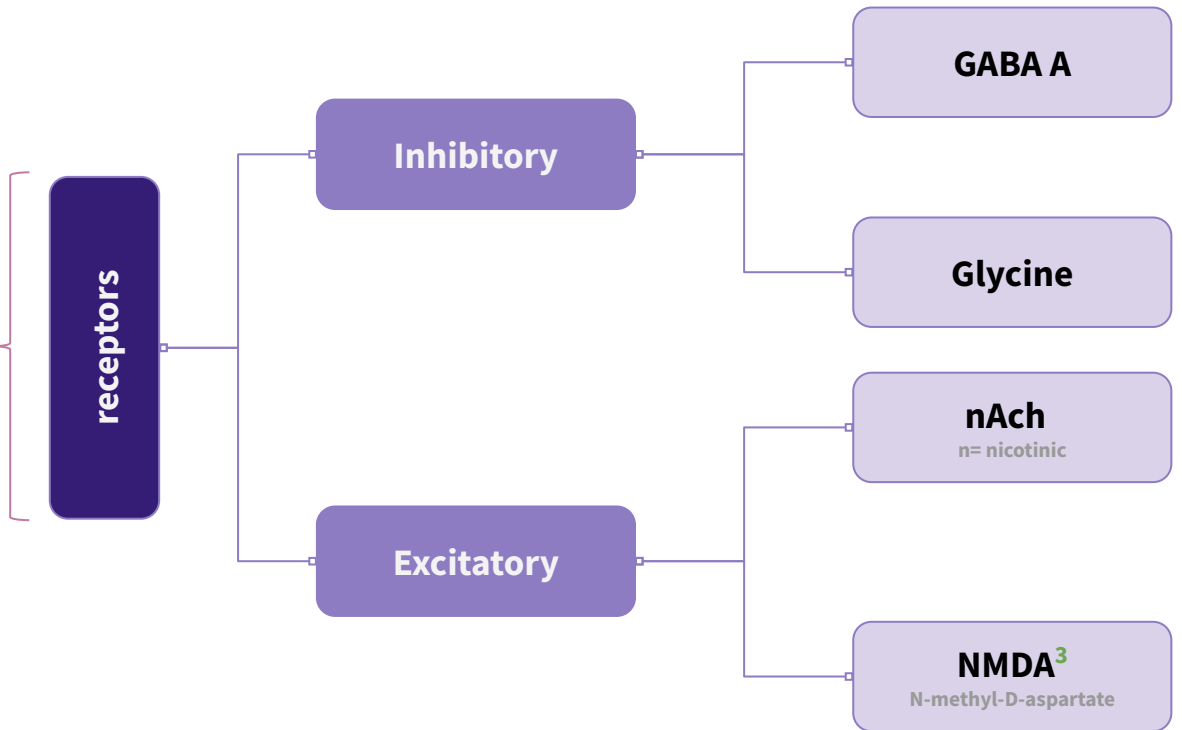 receptors
Inhibitory
GABA A
Glycine
Excitatory
nAch
n= nicotinic
NMDA³
N-methyl-D-aspartate